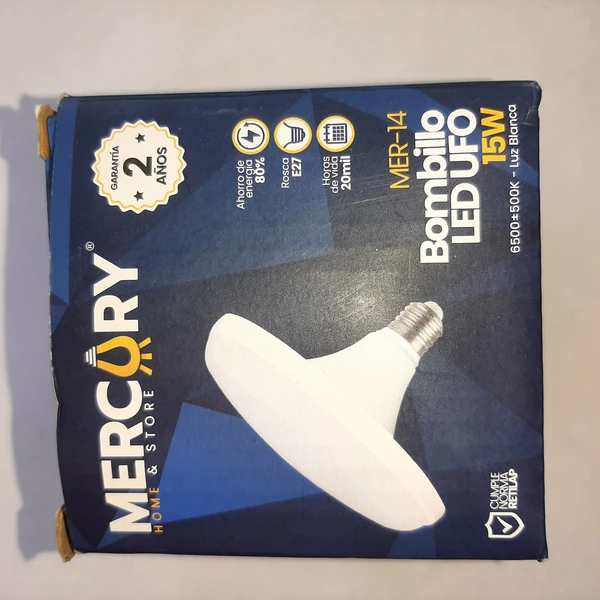 MERCURY®
HOME & STORE
GARANTÍA
2
AÑOS
Ahorro de
energía
80%
Rosca
E27
Horas
de vida
20mil
MER-14
Bombillo
LED UFO
15W
6500±500K - Luz Blanca
CUMPLE
NORMA
RETILAP